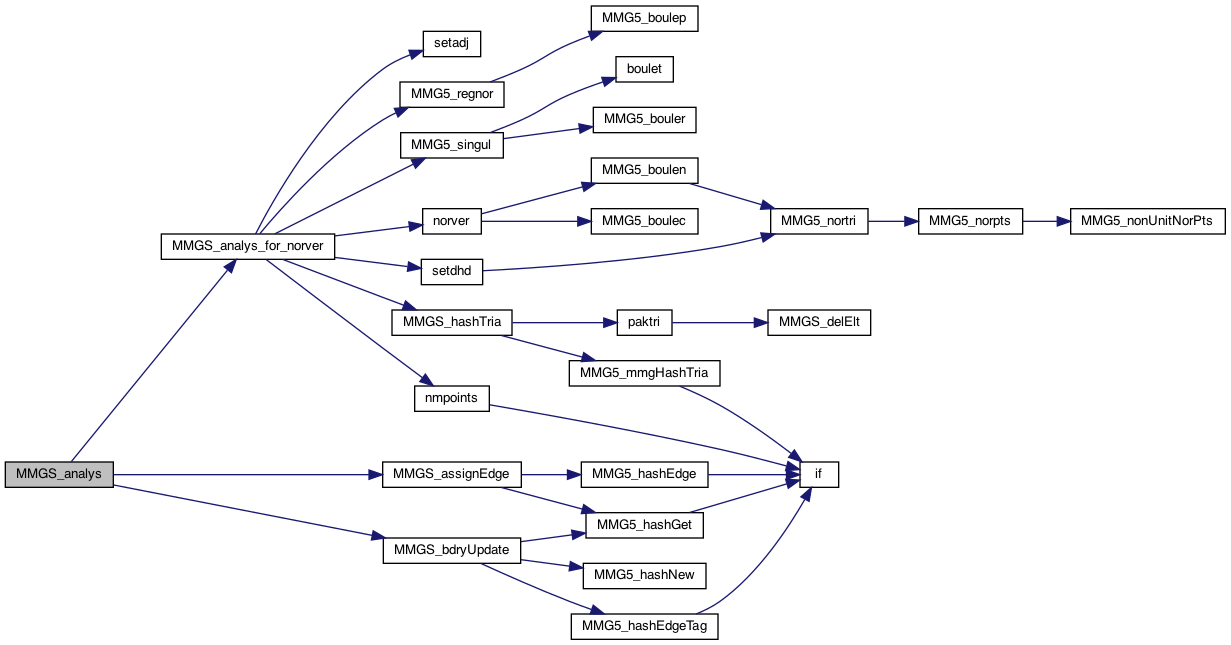 MMG5_boulep
setadj
boulet
MMG5_regnor
MMG5_bouler
MMG5_singul
MMG5_boulen
norver
MMG5_boulec
MMG5_nortri
MMG5_norpts
MMG5_nonUnitNorPts
MMGS_analys_for_norver
setdhd
MMGS_hashTria
paktri
MMGS_delElt
MMG5_mmgHashTria
nmpoints
MMGS_analys
MMGS_assignEdge
MMG5_hashEdge
if
MMG5_hashGet
MMGS_bdryUpdate
MMG5_hashNew
MMG5_hashEdgeTag